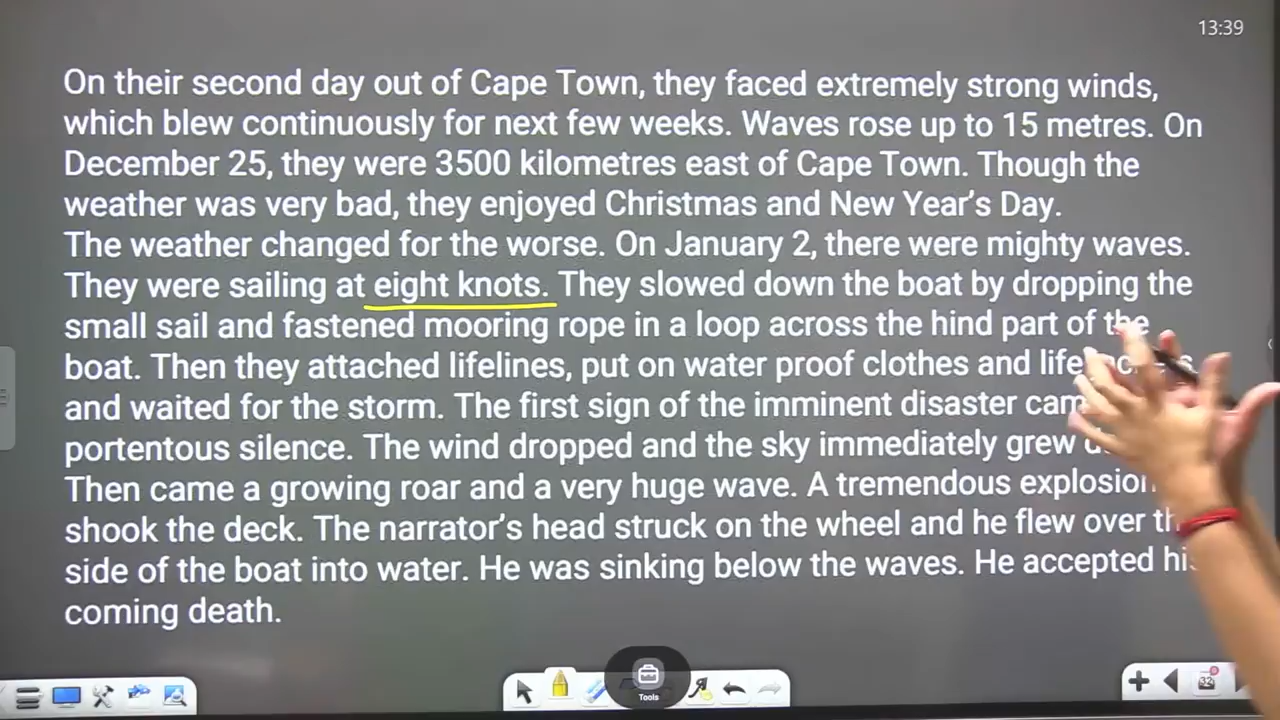 13:39
On their second day out of Cape Town, they faced extremely strong winds,
which blew continuously for next few weeks. Waves rose up to 15 metres. On
December 25, they were 3500 kilometres east of Cape Town. Though the
weather was very bad, they enjoyed Christmas and New Year's Day.
The weather changed for the worse. On January 2, there were mighty waves.
They were sailing at eight knots. They slowed down the boat by dropping the
small sail and fastened mooring rope in a loop across the hind part of the
boat. Then they attached lifelines, put on water proof clothes and life
and waited for the storm. The first sign of the imminent disaster
portentous silence. The wind dropped and the sky immediately grew
Then came a growing roar and a very huge wave. A tremendous explosion
shook the deck. The narrator's head struck on the wheel and he flew over
side of the boat into water. He was sinking below the waves. He accepted
coming death.
Tools
32